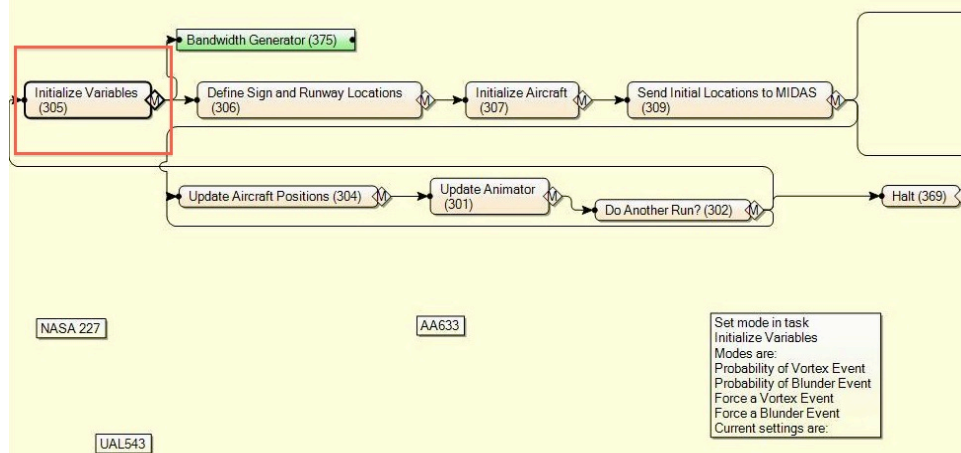 Bandwidth Generator (375)
Initialize Variables
(305)
M
Define Sign and Runway Locations
(306)
M
Initialize Aircraft
(307)
M
Send Initial Locations to MIDAS
(309)
M
Update Aircraft Positions (304)
M
Update Animator
(301)
M
Do Another Run? (302)
M
Halt (369)
NASA 227
AA633
Set mode in task
Initialize Variables
Modes are:
Probability of Vortex Event
Probability of Blunder Event
Force a Vortex Event
Force a Blunder Event
Current settings are:
UAL543